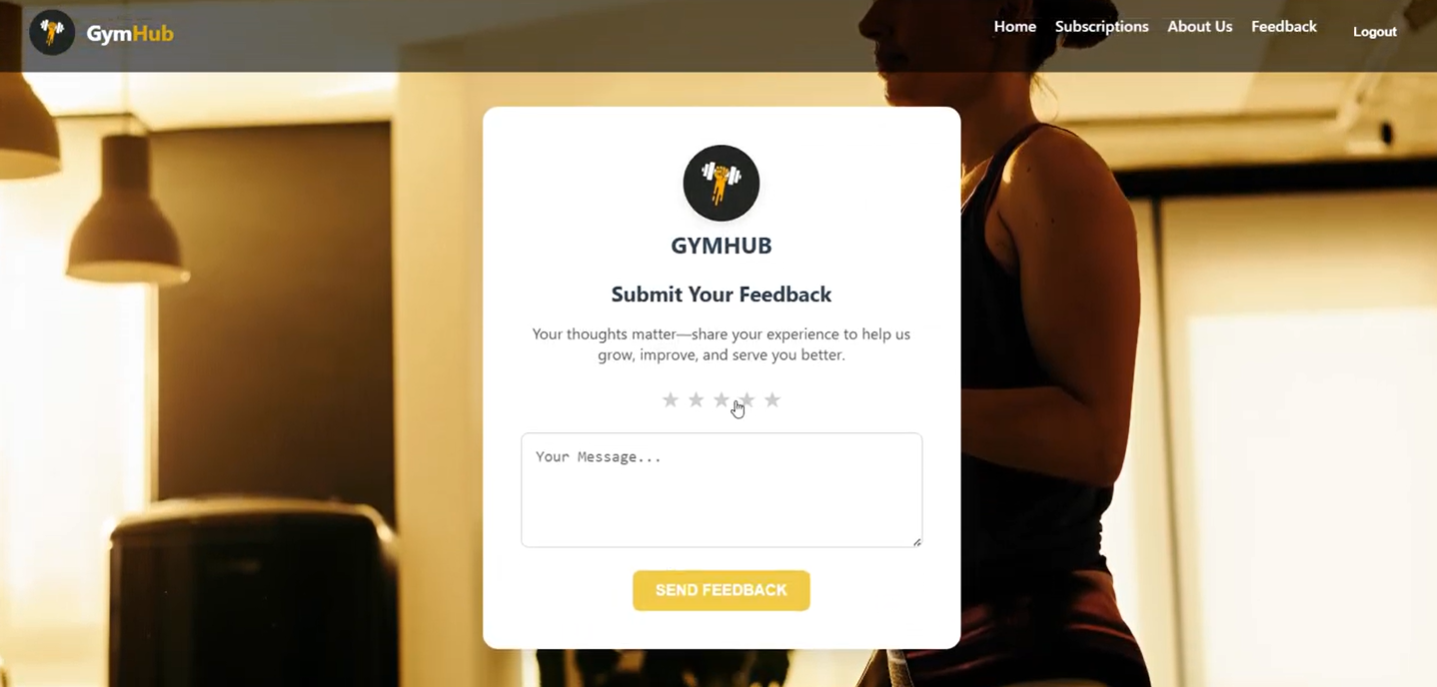 GymHub
Home Subscriptions About Us Feedback Logout
GYMHUB
Submit Your Feedback
Your thoughts matter—share your experience to help us
grow, improve, and serve you better.
Your Message...
SEND FEEDBACK